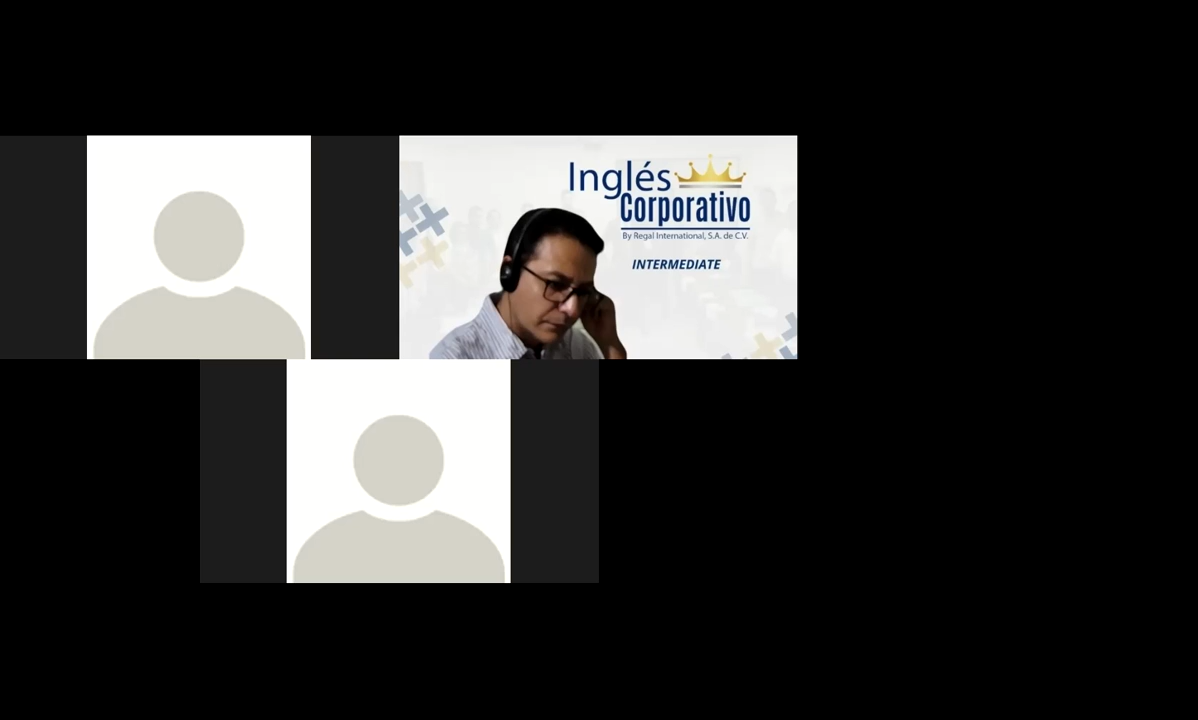 Inglés
Corporativo
By Regal International, S.A. de C.V.
INTERMEDIATE